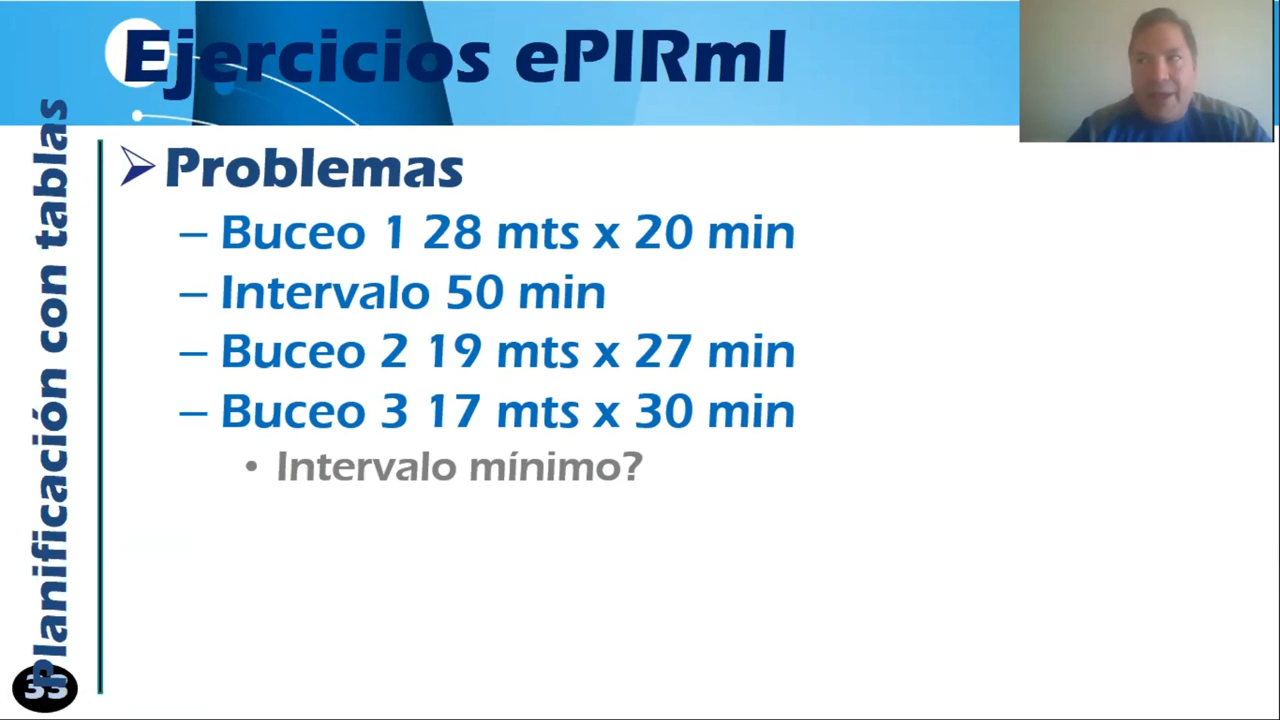 Ejercicios ePIRml
Planificación con tablas
Problemas
– Buceo 1 28 mts x 20 min
– Intervalo 50 min
– Buceo 2 19 mts x 27 min
– Buceo 3 17 mts x 30 min
• Intervalo mínimo?
33